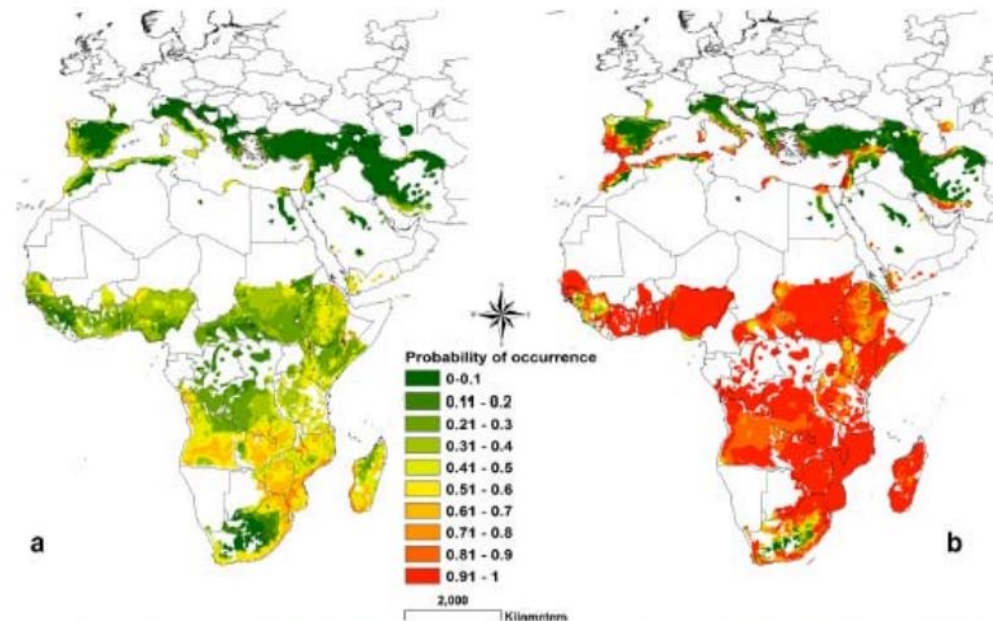 Probability of occurrence
0-0.1
0.11 - 0.2
0.21 - 0.3
0.31 - 0.4
0.41 - 0.5
0.51 - 0.6
0.61 - 0.7
0.71 - 0.8
0.81 - 0.9
0.91 - 1
a
b
2,000
Kilometers